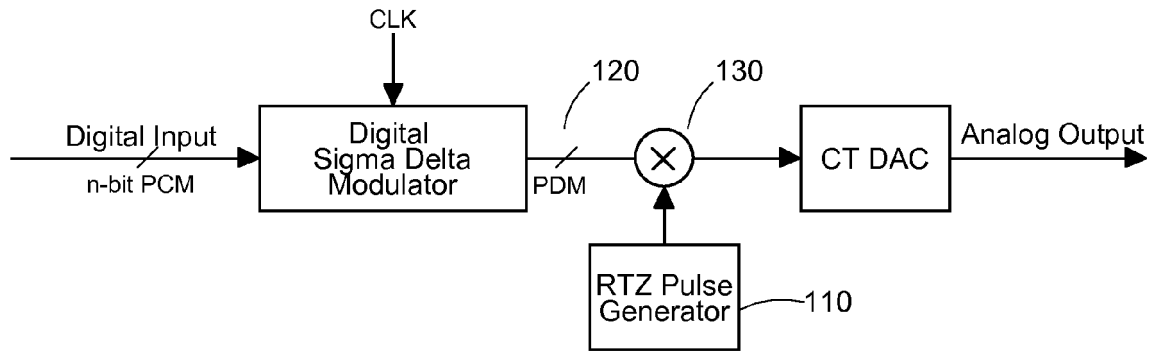 CLK
120
130
Digital Input
n-bit PCM
Digital
Sigma Delta
Modulator
PDM
CT DAC
Analog Output
RTZ Pulse
Generator
110